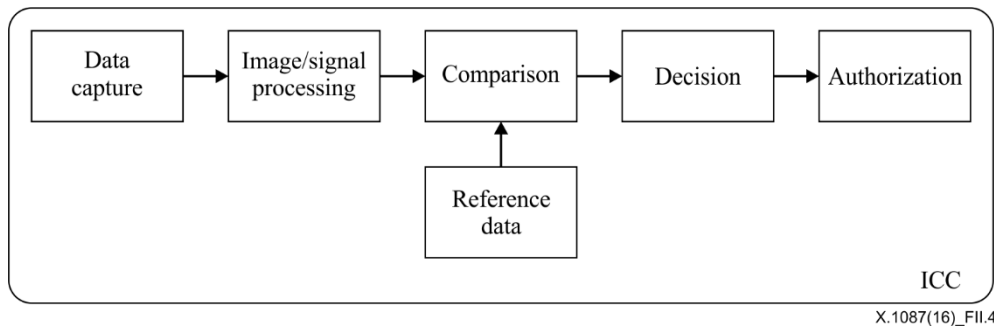 Data
capture
Image/signal
processing
Comparison
Decision
Authorization
Reference
data
ICC
X.1087(16)_FII.4